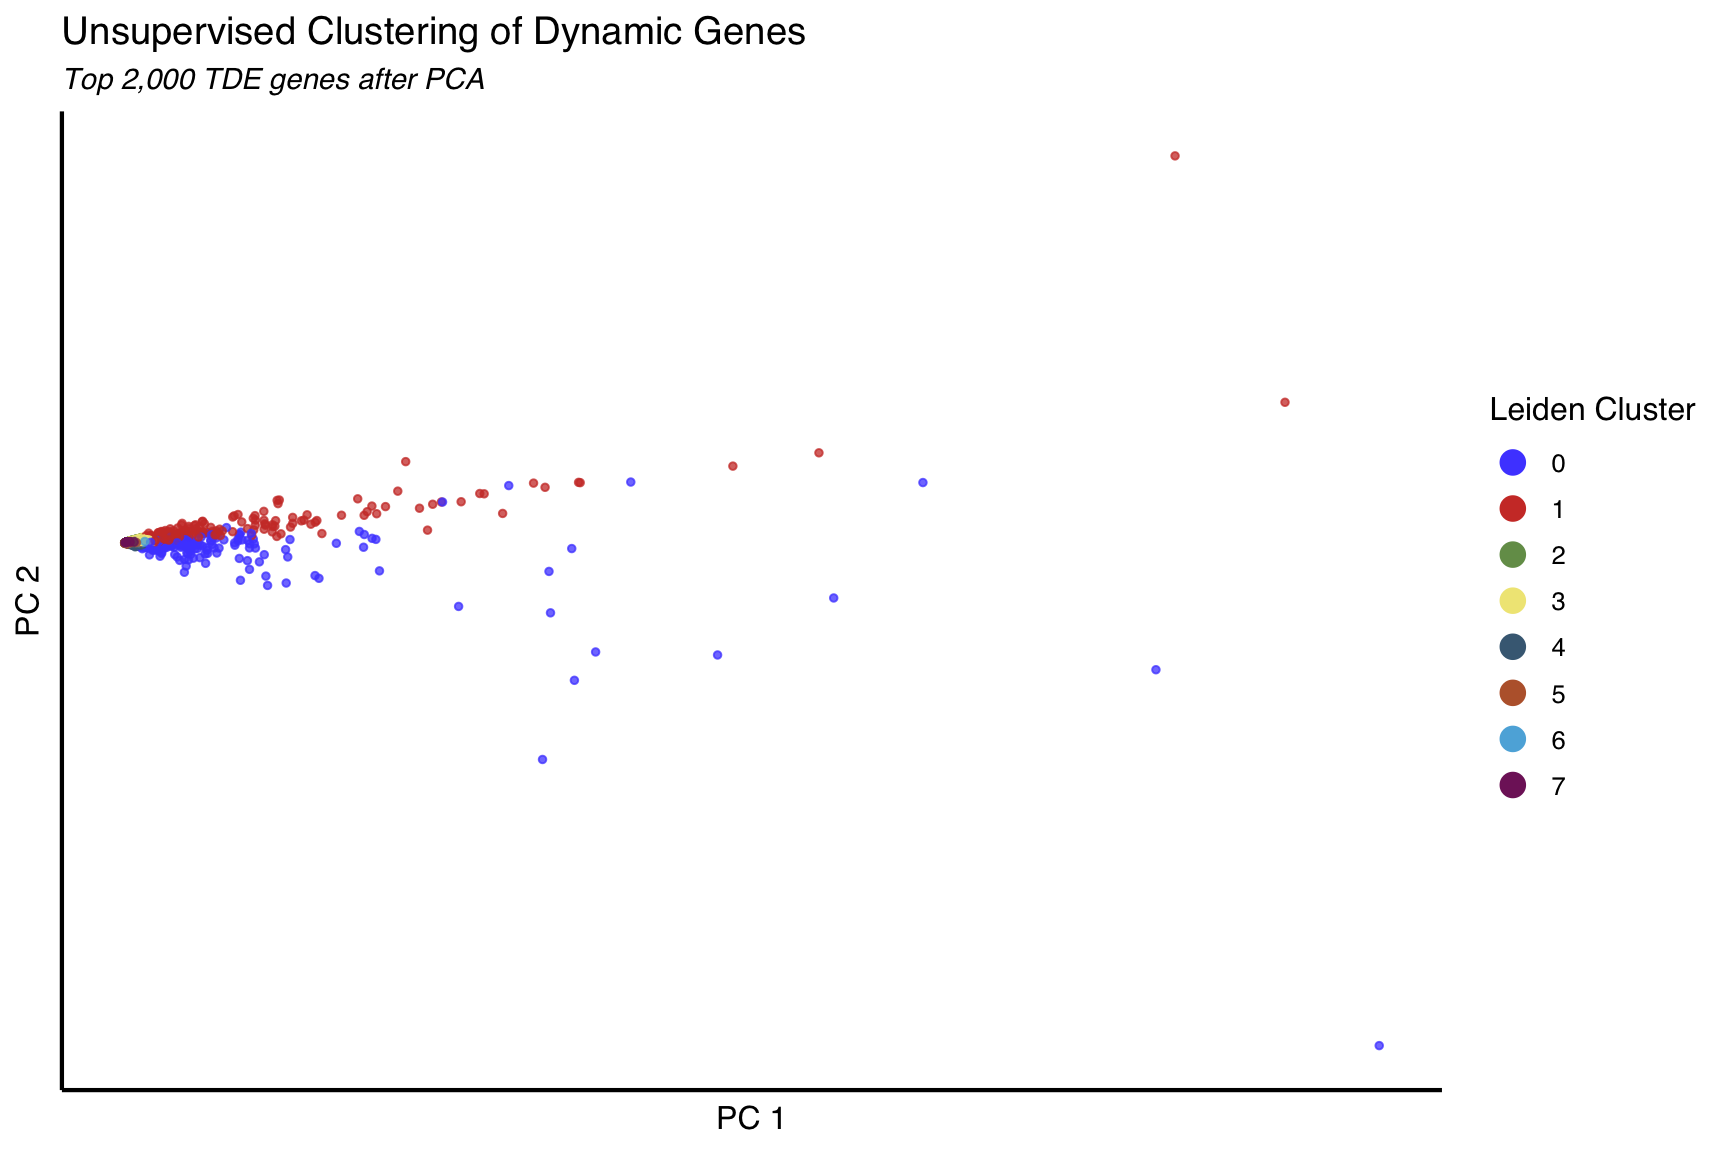 Unsupervised Clustering of Dynamic Genes
Top 2,000 TDE genes after PCA
PC 2
PC 1
Leiden Cluster
0
1
2
3
4
5
6
7